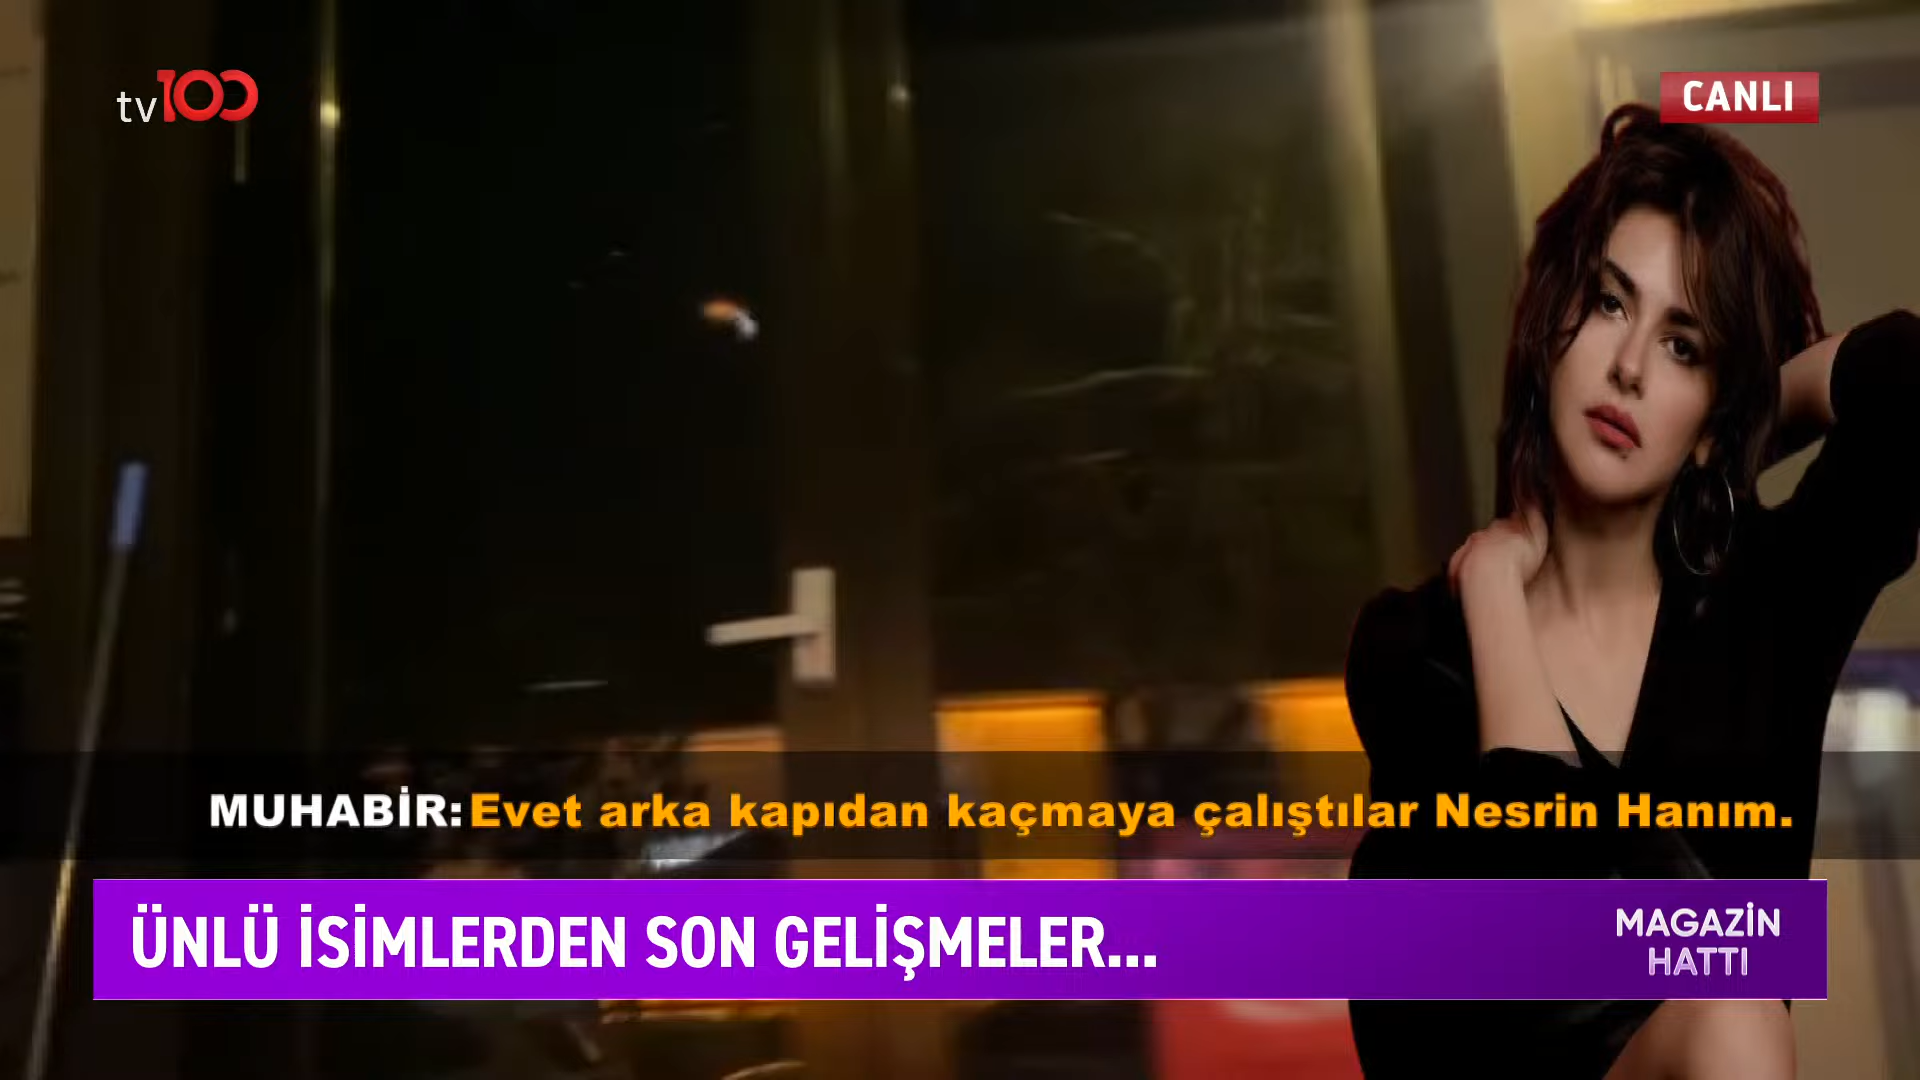 tv100
CANLI
MUHABİR: Evet arka kapıdan kaçmaya çalıştılar Nesrin Hanım.
ÜNLÜ İSİMLERDEN SON GELİŞMELER...
MAGAZİN
HATTI